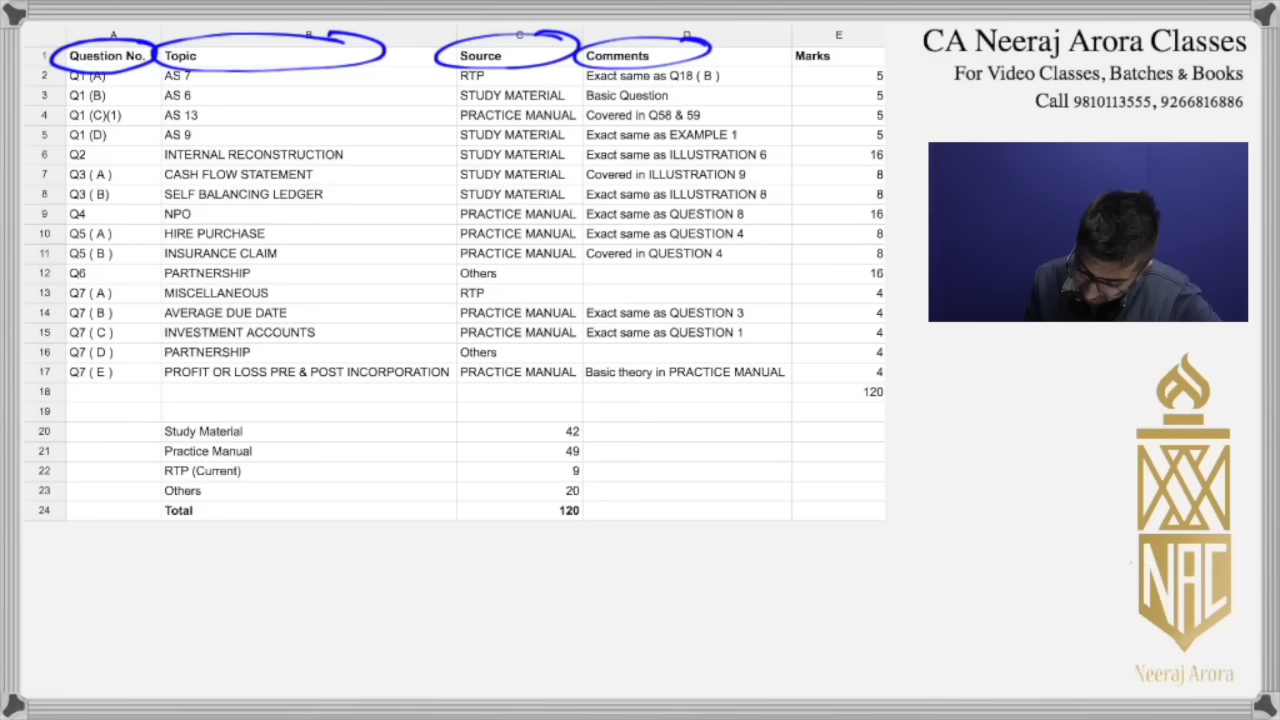 CA Neeraj Arora Classes
For Video Classes, Batches & Books
Call 9810113555, 9266816886
A B C D E
1 Question No. Topic Source Comments Marks
2 Q1 (A) AS 7 RTP Exact same as Q18 ( B ) 5
3 Q1 (B) AS 6 STUDY MATERIAL Basic Question 5
4 Q1 (C)(1) AS 13 PRACTICE MANUAL Covered in Q58 & 59 5
5 Q1 (D) AS 9 STUDY MATERIAL Exact same as EXAMPLE 1 5
6 Q2 INTERNAL RECONSTRUCTION STUDY MATERIAL Exact same as ILLUSTRATION 6 16
7 Q3 ( A ) CASH FLOW STATEMENT STUDY MATERIAL Covered in ILLUSTRATION 9 8
8 Q3 ( B) SELF BALANCING LEDGER STUDY MATERIAL Exact same as ILLUSTRATION 8 8
9 Q4 NPO PRACTICE MANUAL Exact same as QUESTION 8 16
10 Q5 ( A ) HIRE PURCHASE PRACTICE MANUAL Exact same as QUESTION 4 8
11 Q5 ( B ) INSURANCE CLAIM PRACTICE MANUAL Covered in QUESTION 4 8
12 Q6 PARTNERSHIP Others 16
13 Q7 ( A ) MISCELLANEOUS RTP 4
14 Q7 ( B ) AVERAGE DUE DATE PRACTICE MANUAL Exact same as QUESTION 3 4
15 Q7 ( C ) INVESTMENT ACCOUNTS PRACTICE MANUAL Exact same as QUESTION 1 4
16 Q7 ( D ) PARTNERSHIP Others 4
17 Q7 ( E ) PROFIT OR LOSS PRE & POST INCORPORATION PRACTICE MANUAL Basic theory in PRACTICE MANUAL 4
18 120
19
20 Study Material 42
21 Practice Manual 49
22 RTP (Current) 9
23 Others 20
24 Total 120
NAC
Neeraj Arora